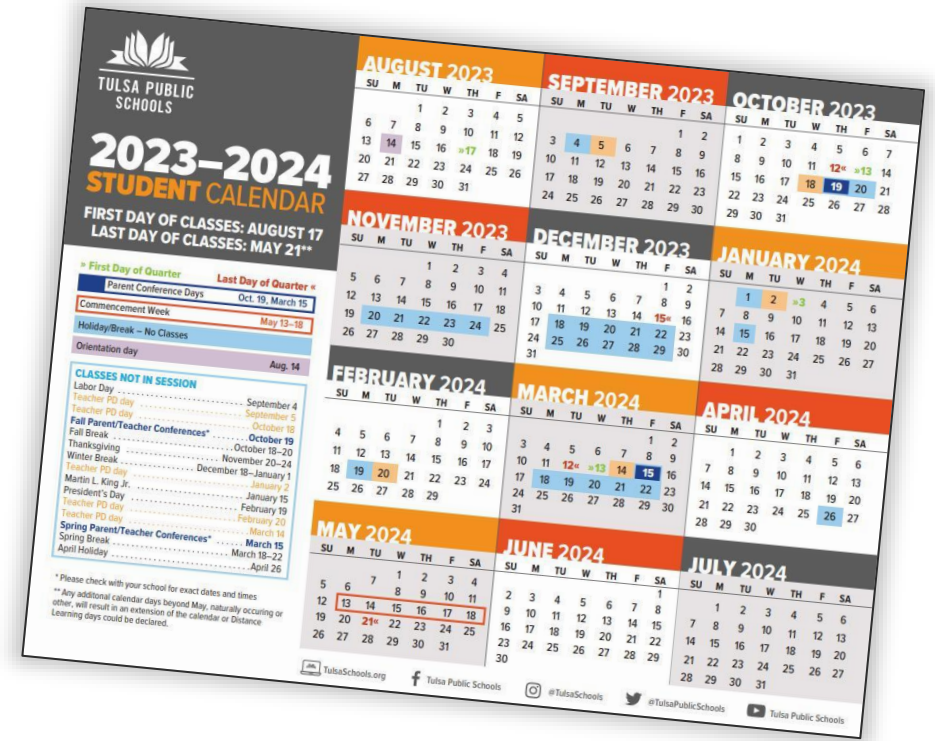 TULSA PUBLIC
SCHOOLS
2023–2024
STUDENT CALENDAR
FIRST DAY OF CLASSES: AUGUST 17
LAST DAY OF CLASSES: MAY 21**
» First Day of Quarter Last Day of Quarter «
Parent Conference Days Oct. 19, March 15
Commencement Week May 13–18
Holiday/Break – No Classes
Orientation day Aug. 14
CLASSES NOT IN SESSION
Labor Day September 4
Teacher PD day September 5
Teacher PD day October 18
Fall Parent/Teacher Conferences* October 19
Fall Break October 18–20
Thanksgiving November 20–24
Winter Break December 18–January 1
Teacher PD day January 2
Martin L. King Jr. January 15
President's Day February 19
Teacher PD day February 20
Teacher PD day March 14
Spring Parent/Teacher Conferences* March 15
Spring Break March 18–22
April Holiday April 26
* Please check with your school for exact dates and times
** Any additonal calendar days beyond May, naturally occuring or
other, will result in an extension of the calendar or Distance
Learning days could be declared.
AUGUST 2023
SU M TU W TH F SA
1 2 3 4 5
6 7 8 9 10 11 12
13 14 15 16 »17 18 19
20 21 22 23 24 25 26
27 28 29 30 31
SEPTEMBER 2023
SU M TU W TH F SA
1 2
3 4 5 6 7 8 9
10 11 12 13 14 15 16
17 18 19 20 21 22 23
24 25 26 27 28 29 30
OCTOBER 2023
SU M TU W TH F SA
1 2 3 4 5 6 7
8 9 10 11 12« »13 14
15 16 17 18 19 20 21
22 23 24 25 26 27 28
29 30 31
NOVEMBER 2023
SU M TU W TH F SA
1 2 3 4
5 6 7 8 9 10 11
12 13 14 15 16 17 18
19 20 21 22 23 24 25
26 27 28 29 30
DECEMBER 2023
SU M TU W TH F SA
1 2
3 4 5 6 7 8 9
10 11 12 13 14 15« 16
17 18 19 20 21 22 23
24 25 26 27 28 29 30
31
JANUARY 2024
SU M TU W TH F SA
1 2 »3 4 5 6
7 8 9 10 11 12 13
14 15 16 17 18 19 20
21 22 23 24 25 26 27
28 29 30 31
FEBRUARY 2024
SU M TU W TH F SA
1 2 3
4 5 6 7 8 9 10
11 12 13 14 15 16 17
18 19 20 21 22 23 24
25 26 27 28 29
MARCH 2024
SU M TU W TH F SA
1 2
3 4 5 6 7 8 9
10 11 12« »13 14 15 16
17 18 19 20 21 22 23
24 25 26 27 28 29 30
31
APRIL 2024
SU M TU W TH F SA
1 2 3 4 5 6
7 8 9 10 11 12 13
14 15 16 17 18 19 20
21 22 23 24 25 26 27
28 29 30
MAY 2024
SU M TU W TH F SA
1 2 3 4
5 6 7 8 9 10 11
12 13 14 15 16 17 18
19 20 21« 22 23 24 25
26 27 28 29 30 31
JUNE 2024
SU M TU W TH F SA
1
2 3 4 5 6 7 8
9 10 11 12 13 14 15
16 17 18 19 20 21 22
23 24 25 26 27 28 29
30
JULY 2024
SU M TU W TH F SA
1 2 3 4 5 6
7 8 9 10 11 12 13
14 15 16 17 18 19 20
21 22 23 24 25 26 27
28 29 30 31
TulsaSchools.org
Tulsa Public Schools
@TulsaSchools
@TulsaPublicSchools
Tulsa Public Schools